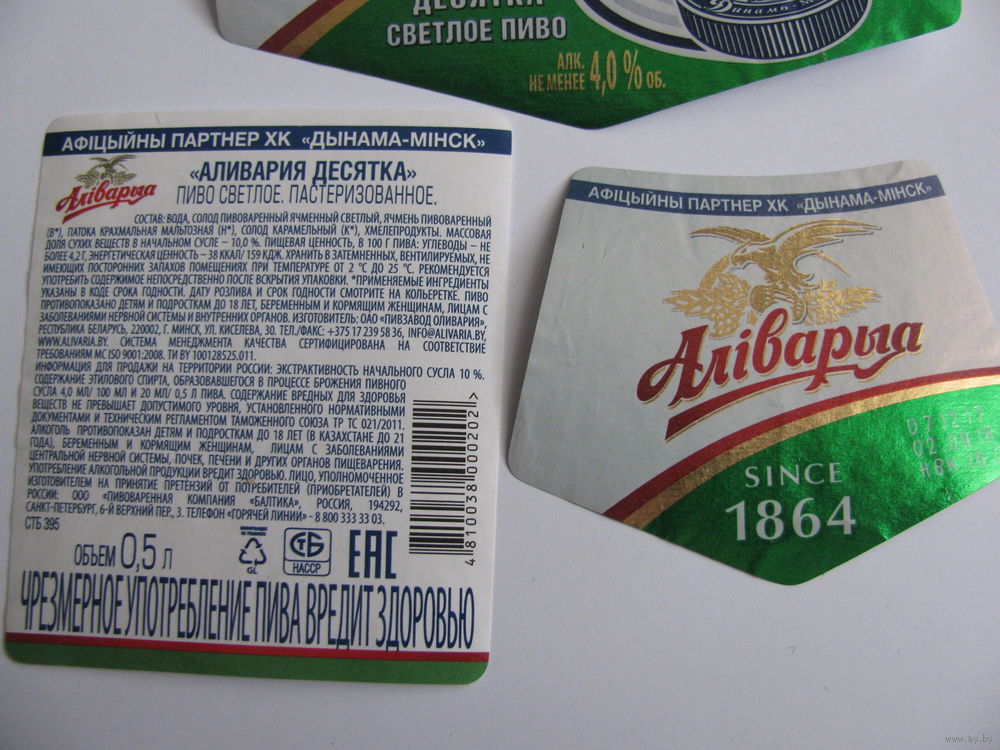 ДЕСЯТКА
СВЕТЛОЕ ПИВО
АЛК.
НЕ МЕНЕЕ 4,0 % ОБ.
АФІЦЫЙНЫ ПАРТНЕР ХК «ДЫНАМА-МІНСК»
Аліварыя
«АЛИВАРИЯ ДЕСЯТКА»
ПИВО СВЕТЛОЕ. ПАСТЕРИЗОВАННОЕ.
СОСТАВ: ВОДА, СОЛОД ПИВОВАРЕННЫЙ ЯЧМЕННЫЙ СВЕТЛЫЙ, ЯЧМЕНЬ ПИВОВАРЕННЫЙ
(В*), ПАТОКА КРАХМАЛЬНАЯ МАЛЬТОЗНАЯ (Н*), СОЛОД КАРАМЕЛЬНЫЙ (К*), ХМЕЛЕПРОДУКТЫ. МАССОВАЯ
ДОЛЯ СУХИХ ВЕЩЕСТВ В НАЧАЛЬНОМ СУСЛЕ – 10,0 %. ПИЩЕВАЯ ЦЕННОСТЬ, В 100 Г ПИВА: УГЛЕВОДЫ – НЕ
БОЛЕЕ 4,2 Г, ЭНЕРГЕТИЧЕСКАЯ ЦЕННОСТЬ – 38 ККАЛ/ 159 КДЖ. ХРАНИТЬ В ЗАТЕМНЕННЫХ, ВЕНТИЛИРУЕМЫХ, НЕ
ИМЕЮЩИХ ПОСТОРОННИХ ЗАПАХОВ ПОМЕЩЕНИЯХ ПРИ ТЕМПЕРАТУРЕ ОТ 2 °С ДО 25 °С. РЕКОМЕНДУЕТСЯ
УПОТРЕБИТЬ СОДЕРЖИМОЕ НЕПОСРЕДСТВЕННО ПОСЛЕ ВСКРЫТИЯ УПАКОВКИ. *ПРИМЕНЯЕМЫЕ ИНГРЕДИЕНТЫ
УКАЗАНЫ В КОДЕ СРОКА ГОДНОСТИ. ДАТУ РОЗЛИВА И СРОК ГОДНОСТИ СМОТРИТЕ НА КОЛЬЕРЕТКЕ. ПИВО
ПРОТИВОПОКАЗАНО ДЕТЯМ И ПОДРОСТКАМ ДО 18 ЛЕТ, БЕРЕМЕННЫМ И КОРМЯЩИМ ЖЕНЩИНАМ, ЛИЦАМ С
ЗАБОЛЕВАНИЯМИ НЕРВНОЙ СИСТЕМЫ И ВНУТРЕННИХ ОРГАНОВ. ИЗГОТОВИТЕЛЬ: ОАО «ПИВЗАВОД ОЛИВАРИЯ»,
РЕСПУБЛИКА БЕЛАРУСЬ, 220002, Г. МИНСК, УЛ. КИСЕЛЕВА, 30. ТЕЛ./ФАКС: +375 17 239 58 36, INFO@ALIVARIA.BY,
WWW.ALIVARIA.BY. СИСТЕМА МЕНЕДЖМЕНТА КАЧЕСТВА СЕРТИФИЦИРОВАНА НА СООТВЕТСТВИЕ
ТРЕБОВАНИЯМ МС ISO 9001:2008. ТИ BY 100128525.011.
ИНФОРМАЦИЯ ДЛЯ ПРОДАЖИ НА ТЕРРИТОРИИ РОССИИ: ЭКСТРАКТИВНОСТЬ НАЧАЛЬНОГО СУСЛА 10 %.
СОДЕРЖАНИЕ ЭТИЛОВОГО СПИРТА, ОБРАЗОВАВШЕГОСЯ В ПРОЦЕССЕ БРОЖЕНИЯ ПИВНОГО
СУСЛА 4,0 МЛ/ 100 МЛ И 20 МЛ/ 0,5 Л ПИВА. СОДЕРЖАНИЕ ВРЕДНЫХ ДЛЯ ЗДОРОВЬЯ
ВЕЩЕСТВ НЕ ПРЕВЫШАЕТ ДОПУСТИМОГО УРОВНЯ, УСТАНОВЛЕННОГО НОРМАТИВНЫМИ
ДОКУМЕНТАМИ И ТЕХНИЧЕСКИМ РЕГЛАМЕНТОМ ТАМОЖЕННОГО СОЮЗА ТР ТС 021/2011.
АЛКОГОЛЬ ПРОТИВОПОКАЗАН ДЕТЯМ И ПОДРОСТКАМ ДО 18 ЛЕТ (В КАЗАХСТАНЕ ДО 21
ГОДА), БЕРЕМЕННЫМ И КОРМЯЩИМ ЖЕНЩИНАМ, ЛИЦАМ С ЗАБОЛЕВАНИЯМИ
ЦЕНТРАЛЬНОЙ НЕРВНОЙ СИСТЕМЫ, ПОЧЕК, ПЕЧЕНИ И ДРУГИХ ОРГАНОВ ПИЩЕВАРЕНИЯ.
УПОТРЕБЛЕНИЕ АЛКОГОЛЬНОЙ ПРОДУКЦИИ ВРЕДИТ ЗДОРОВЬЮ. ЛИЦО, УПОЛНОМОЧЕННОЕ
ИЗГОТОВИТЕЛЕМ НА ПРИНЯТИЕ ПРЕТЕНЗИЙ ОТ ПОТРЕБИТЕЛЕЙ (ПРИОБРЕТАТЕЛЕЙ) В
РОССИИ: ООО «ПИВОВАРЕННАЯ КОМПАНИЯ «БАЛТИКА», РОССИЯ, 194292,
САНКТ-ПЕТЕРБУРГ, 6-Й ВЕРХНИЙ ПЕР., 3. ТЕЛЕФОН «ГОРЯЧЕЙ ЛИНИИ» - 8 800 333 33 03.
СТБ 395
ОБЪЕМ 0,5 Л
GL
СТБ
НАССР
ЕАС
4 810038 000202 >
ЧРЕЗМЕРНОЕ УПОТРЕБЛЕНИЕ ПИВА ВРЕДИТ ЗДОРОВЬЮ
АФІЦЫЙНЫ ПАРТНЕР ХК «ДЫНАМА-МІНСК»
Аліварыя
SINCE
1864
www.ay.by